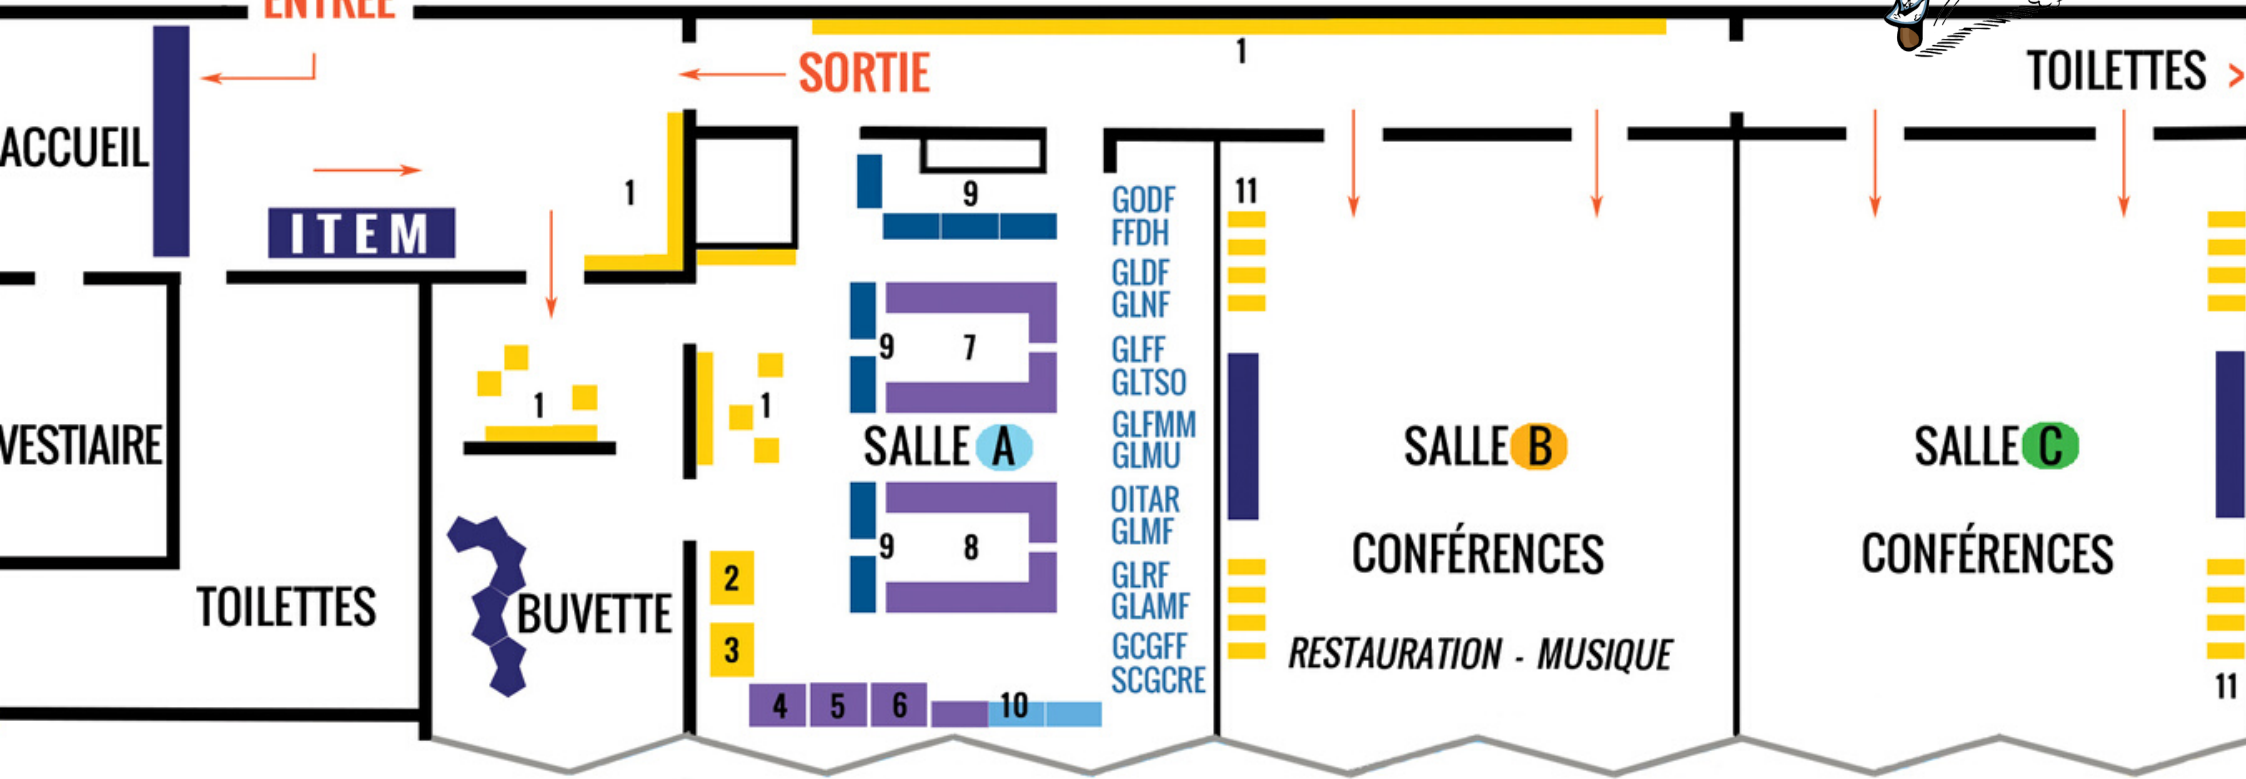 ENTRÉE
SORTIE
1
TOILETTES >
ACCUEIL
ITEM
1
9
11
GODF
FFDH
GLDF
GLNF
GLFF
GLTSO
GLFMM
GLMU
OITAR
GLMF
GLRF
GLAMF
GCGFF
SCGCRE
1
1
9
7
VESTIAIRE
SALLE A
SALLE B
SALLE C
9
8
CONFÉRENCES
CONFÉRENCES
TOILETTES
BUVETTE
2
3
RESTAURATION - MUSIQUE
4
5
6
10
11